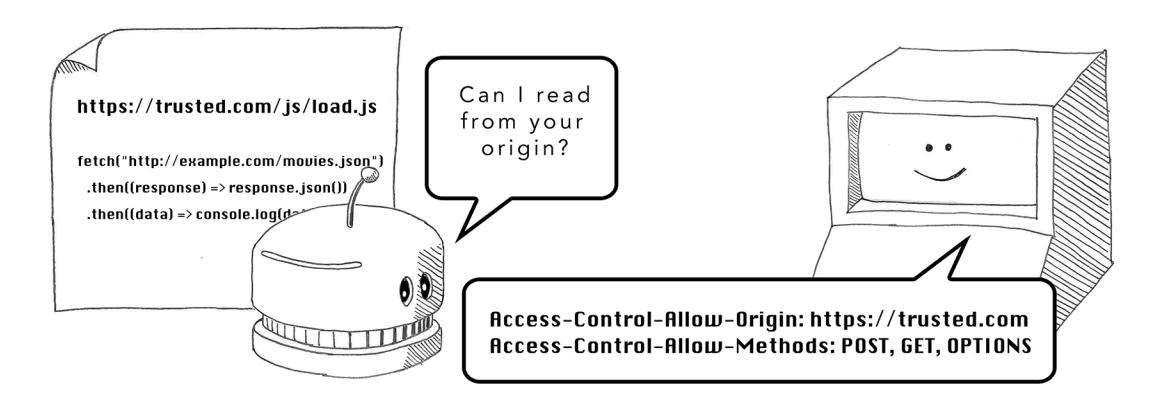 https://trusted.com/js/load.js
fetch("http://example.com/movies.json")
.then((response) => response.json())
.then((data) => console.log(da
Can I read
from your
origin?
Access-Control-Allow-Origin: https://trusted.com
Access-Control-Allow-Methods: POST, GET, OPTIONS